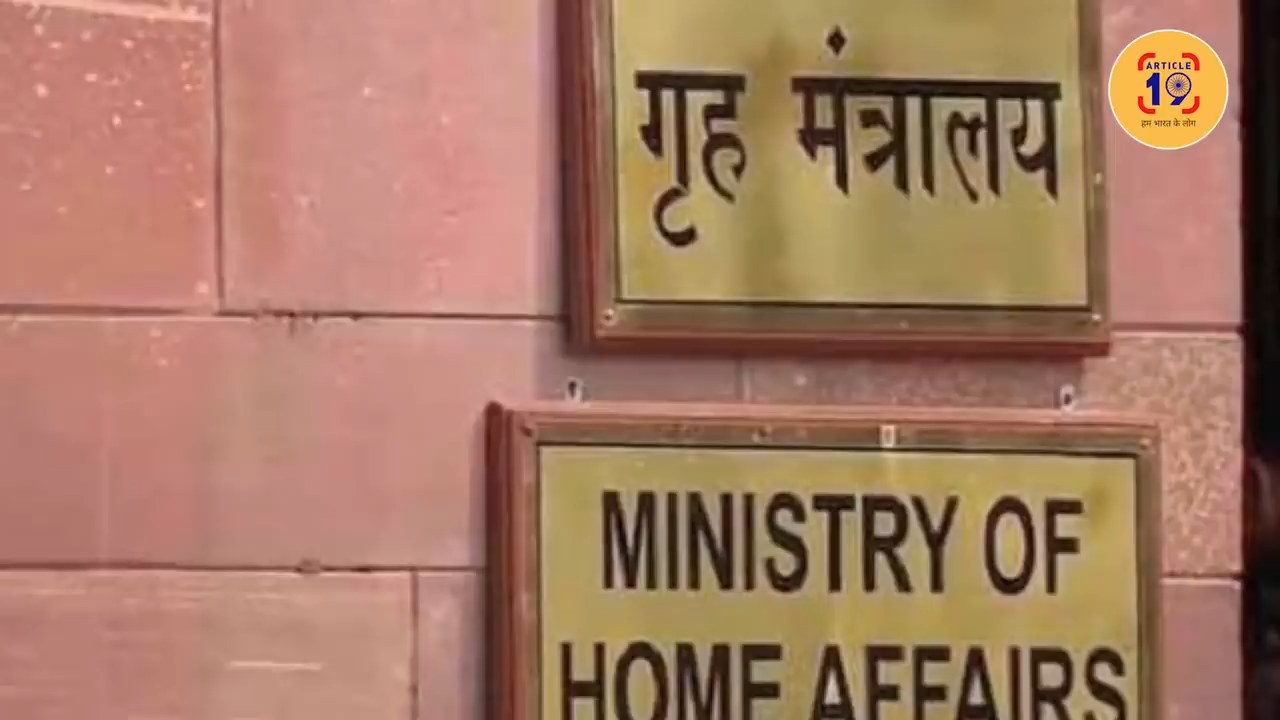 गृह मंत्रालय
MINISTRY OF
HOME AFFAIRS
ARTICLE
19
हम भारत के लोग